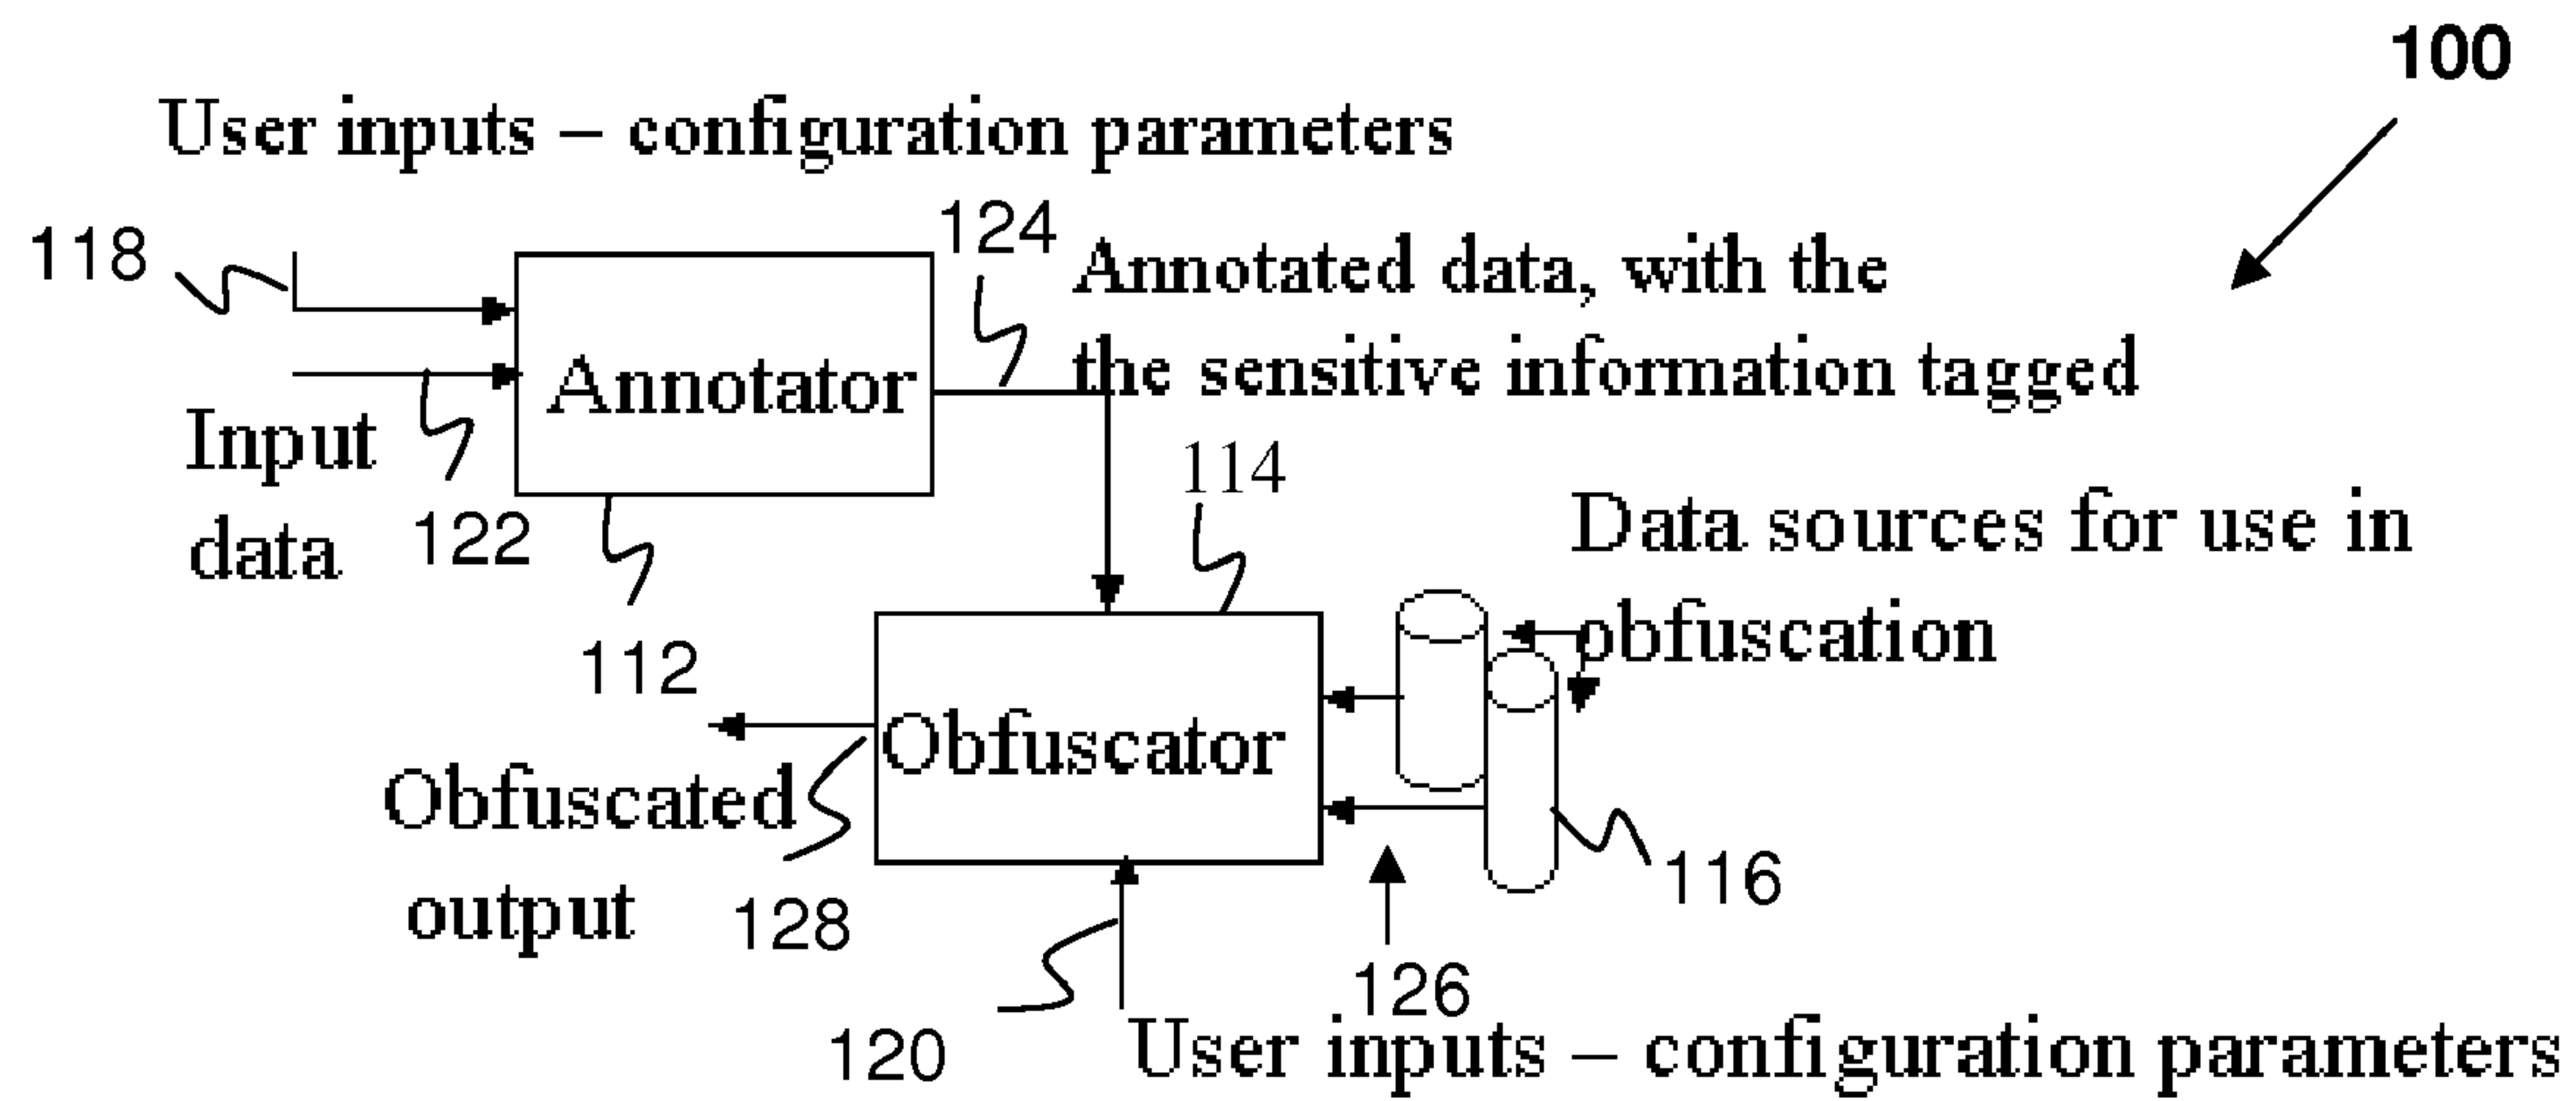 100
User inputs – configuration parameters
124
118
Annotated data, with the
the sensitive information tagged
Annotator
Input
data
122
114
Data sources for use in
obfuscation
112
Obfuscator
Obfuscated
output
128
116
126
120
User inputs – configuration parameters